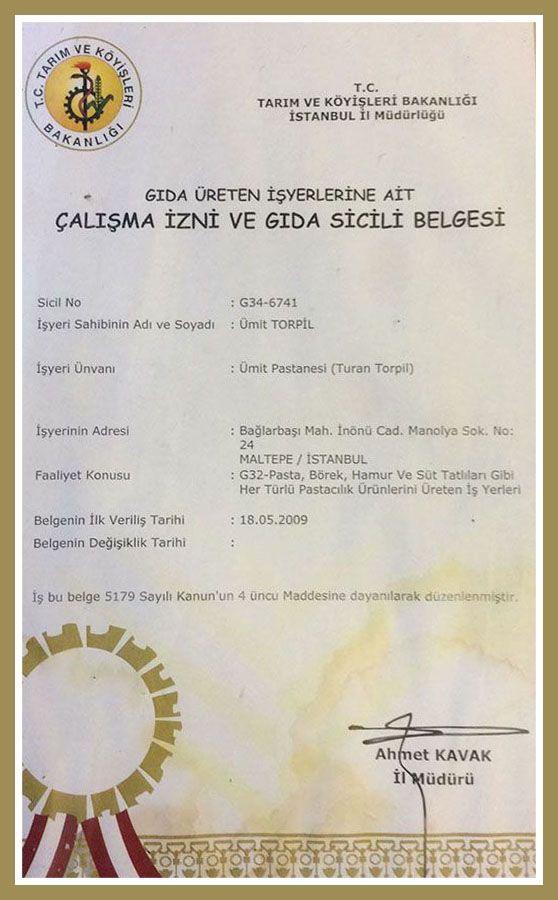 T.C. TARIM VE KÖYİŞLERİ
BAKANLIĞI
T.C.
TARIM VE KÖYİŞLERİ BAKANLIĞI
İSTANBUL İl Müdürlüğü
GIDA ÜRETEN İŞYERLERİNE AİT
ÇALIŞMA İZNİ VE GIDA SİCİLİ BELGESİ
Sicil No : G34-6741
İşyeri Sahibinin Adı ve Soyadı : Ümit TORPİL
İşyeri Ünvanı : Ümit Pastanesi (Turan Torpil)
İşyerinin Adresi : Bağlarbaşı Mah. İnönü Cad. Manolya Sok. No:
24
MALTEPE / İSTANBUL
Faaliyet Konusu : G32-Pasta, Börek, Hamur Ve Süt Tatlıları Gibi
Her Türlü Pastacılık Ürünlerini Üreten İş Yerleri
Belgenin İlk Veriliş Tarihi : 18.05.2009
Belgenin Değişiklik Tarihi :
İş bu belge 5179 Sayılı Kanun'un 4 üncu Maddesine dayanılarak düzenlenmiştir.
Ahmet KAVAK
İl Müdürü